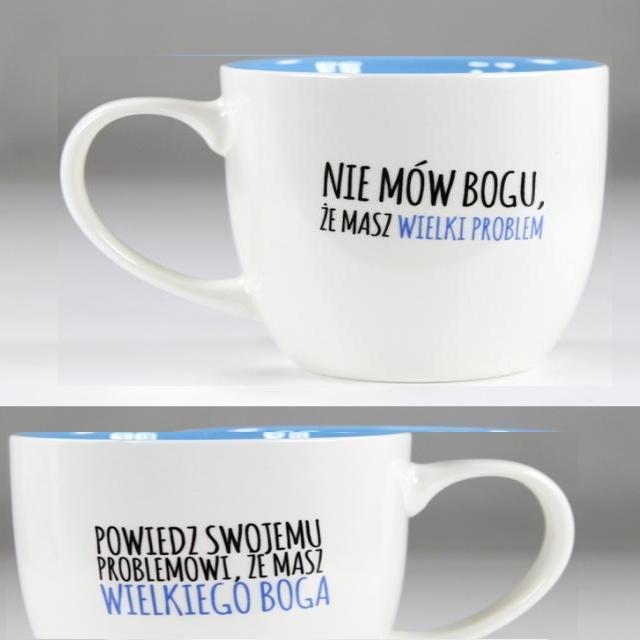 NIE MÓW BOGU,
ŻE MASZ WIELKI PROBLEM
POWIEDZ SWOJEMU
PROBLEMOWI, ŻE MASZ
WIELKIEGO BOGA